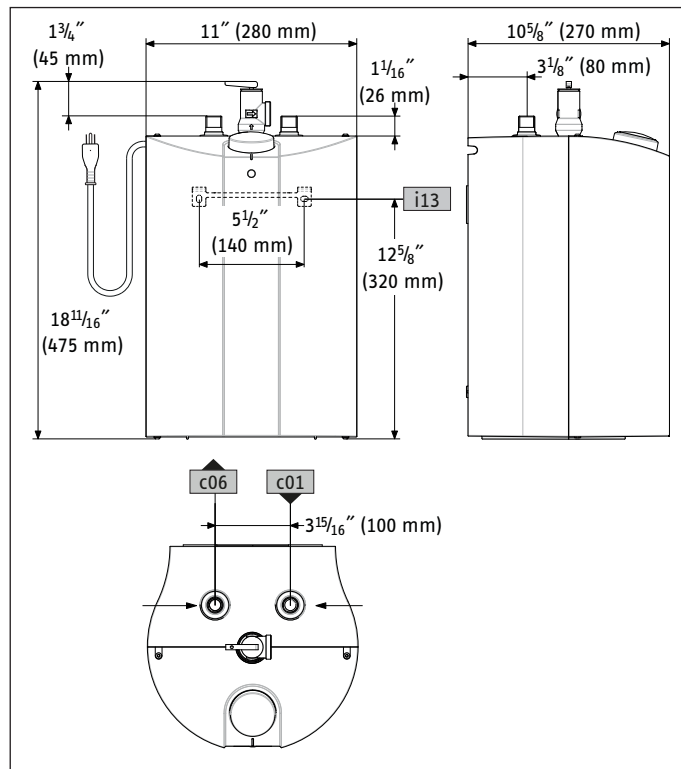 1¾″
(45 mm)
11″ (280 mm)
1¹⁄₁₆″
(26 mm)
10⁵⁄₈″ (270 mm)
3¹⁄₈″ (80 mm)
i13
5½″
(140 mm)
12⁵⁄₈″
(320 mm)
18¹¹⁄₁₆″
(475 mm)
c06
c01
3¹⁵⁄₁₆″ (100 mm)